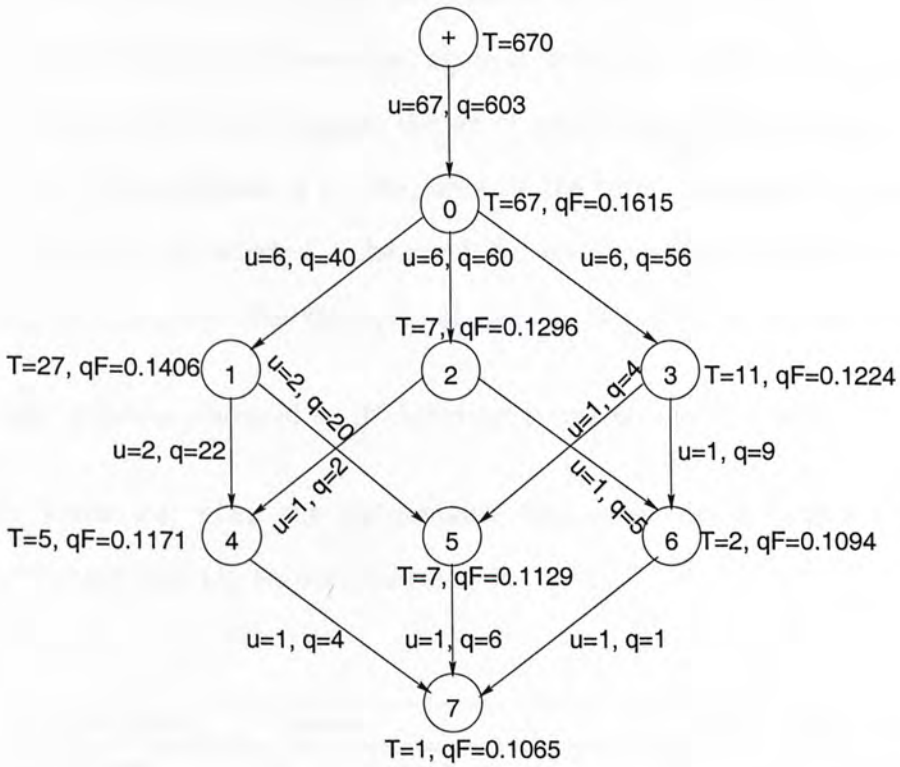 +
T=670
u=67, q=603
0
T=67, qF=0.1615
u=6, q=40
u=6, q=60
u=6, q=56
T=7, qF=0.1296
T=27, qF=0.1406
1
2
3
T=11, qF=0.1224
u=2, q=20
u=1, q=4
u=2, q=22
u=1, q=2
u=1, q=5
u=1, q=9
T=5, qF=0.1171
4
5
6
T=2, qF=0.1094
T=7, qF=0.1129
u=1, q=4
u=1, q=6
u=1, q=1
7
T=1, qF=0.1065